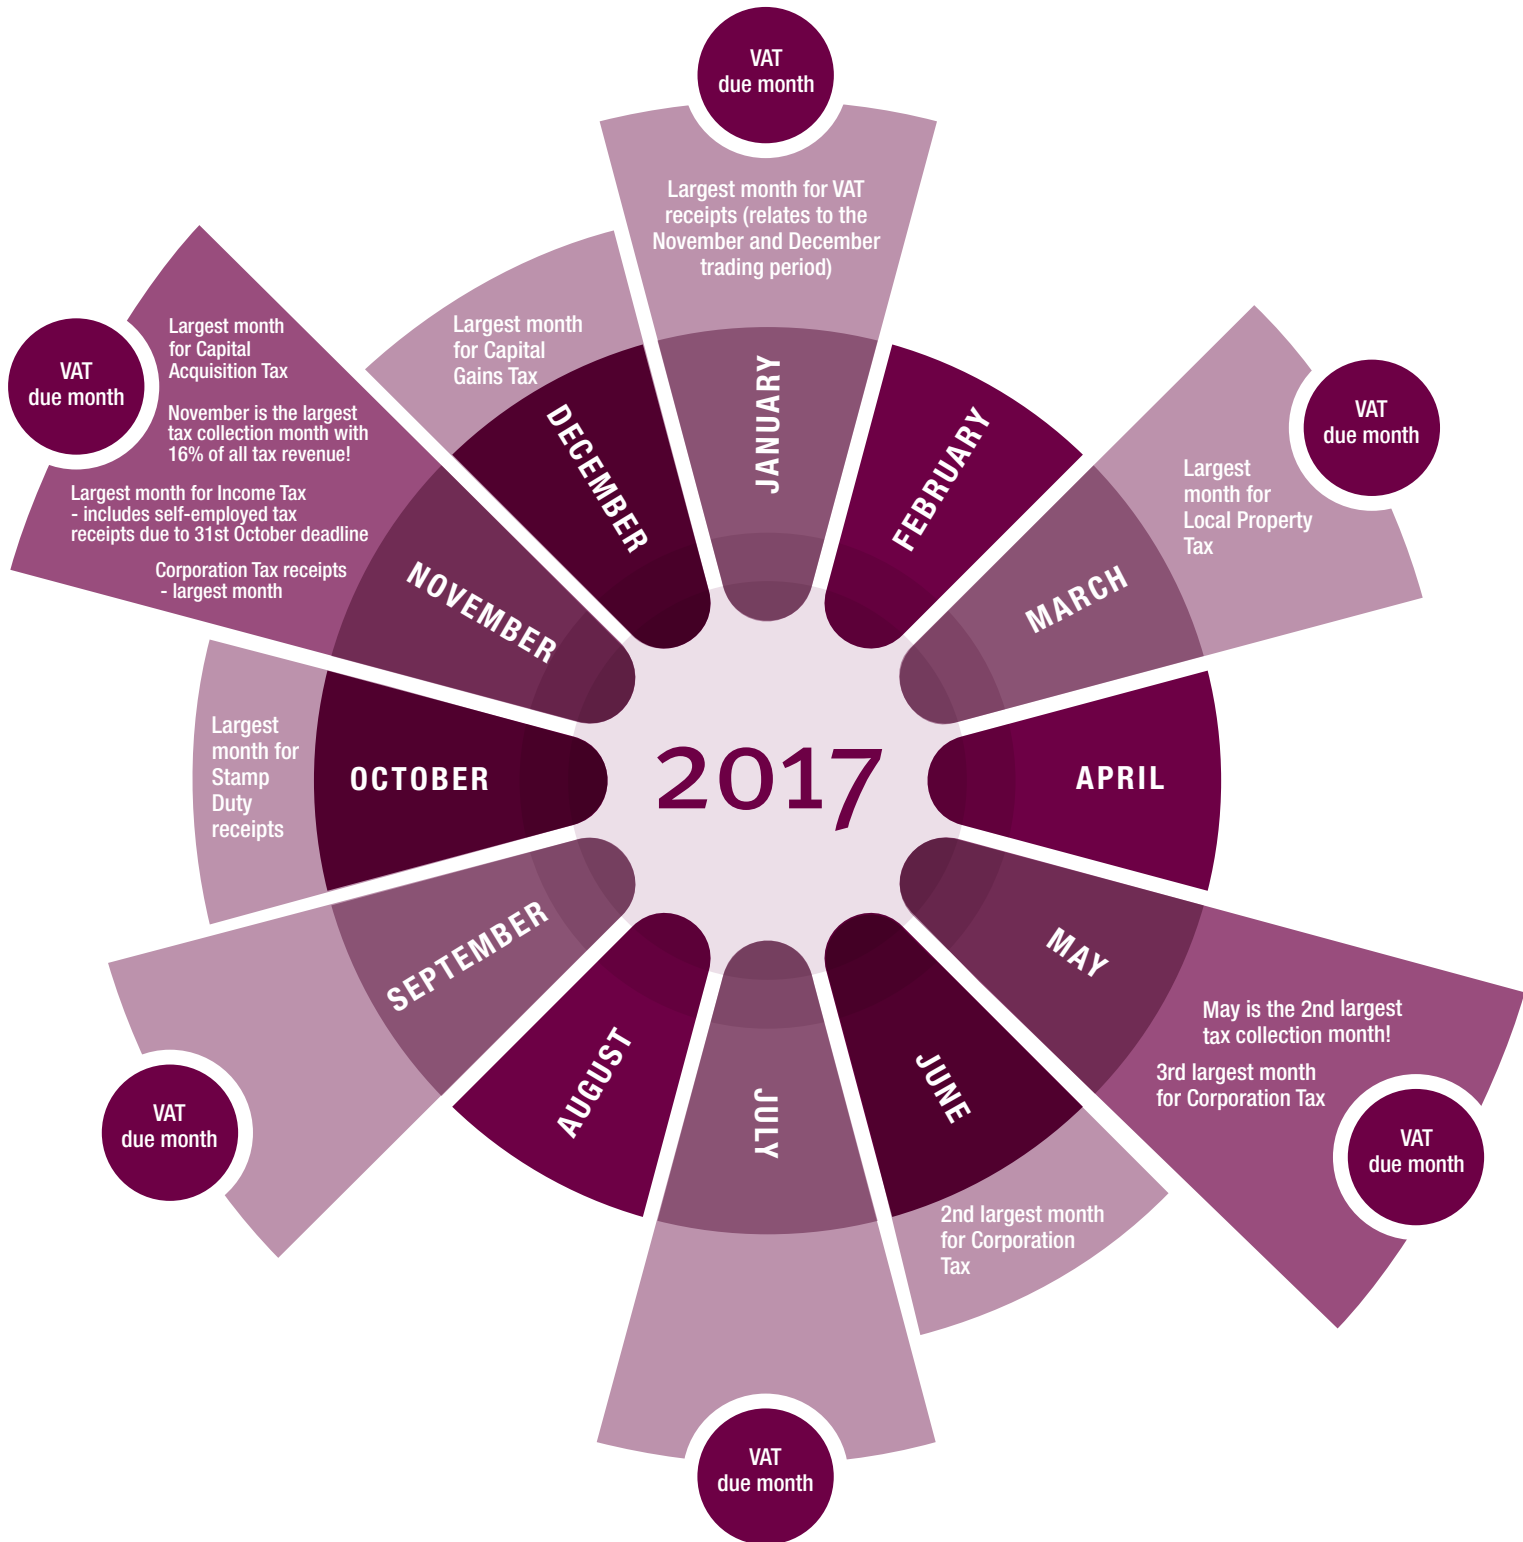 VAT
due month
Largest month for VAT
receipts (relates to the
November and December
trading period)
JANUARY
FEBRUARY
VAT
due month
Largest
month for
Local Property
Tax
MARCH
APRIL
MAY
May is the 2nd largest
tax collection month!
3rd largest month
for Corporation Tax
VAT
due month
JUNE
2nd largest month
for Corporation
Tax
JULY
VAT
due month
AUGUST
SEPTEMBER
VAT
due month
OCTOBER
Largest
month for
Stamp
Duty
receipts
NOVEMBER
VAT
due month
Largest month
for Capital
Acquisition Tax
November is the largest
tax collection month with
16% of all tax revenue!
Largest month for Income Tax
- includes self-employed tax
receipts due to 31st October deadline
Corporation Tax receipts
- largest month
DECEMBER
Largest month
for Capital
Gains Tax
2017